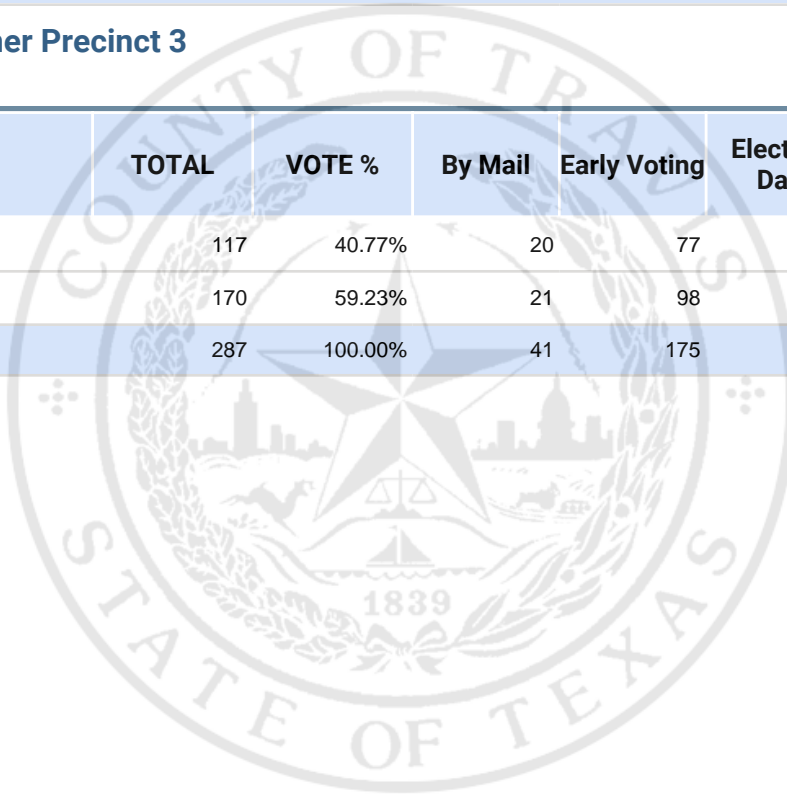 ner Precinct 3
TOTAL VOTE % By Mail Early Voting Elect
Da
117 40.77% 20 77
170 59.23% 21 98
287 100.00% 41 175
COUNTY OF TRAVIS
1839
STATE OF TEXAS